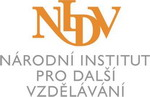 NIDV
NÁRODNÍ INSTITUT
PRO DALŠÍ
VZDĚLÁVÁNÍ